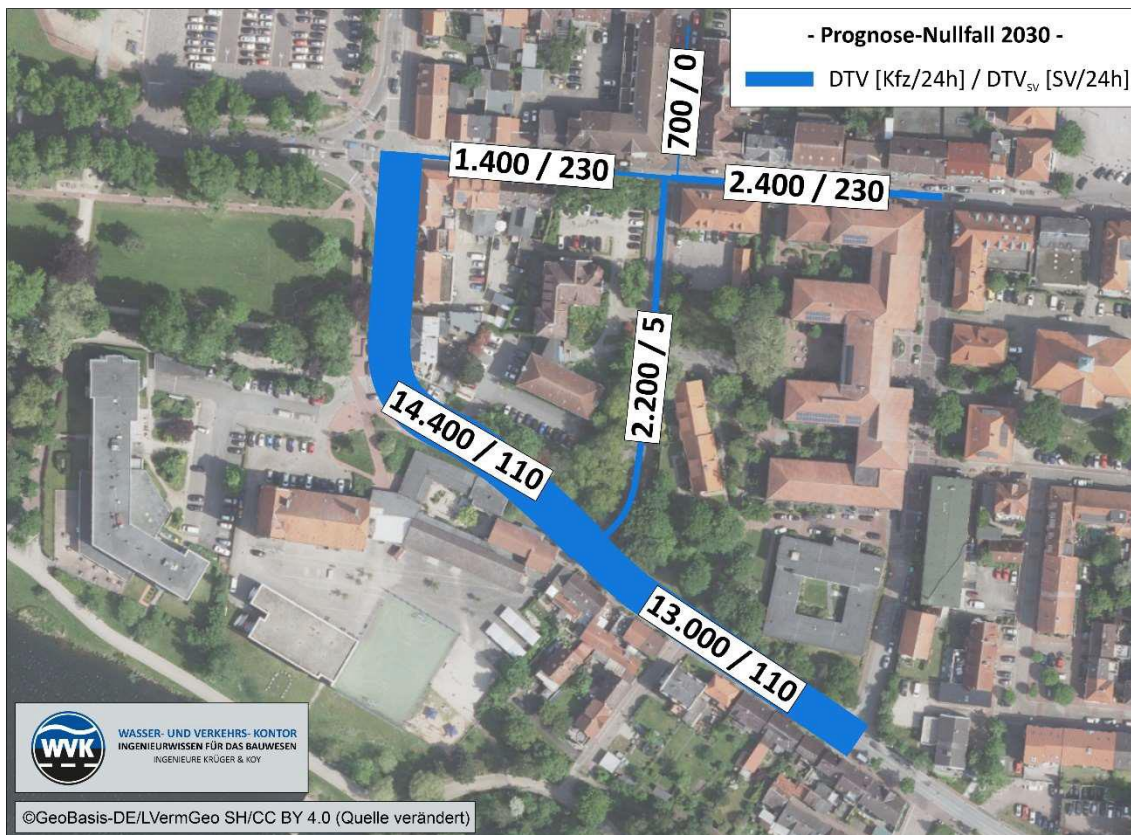 - Prognose-Nullfall 2030 -
DTV [Kfz/24h] / DTVSV [SV/24h]
700 / 0
1.400 / 230
2.400 / 230
2.200 / 5
14.400 / 110
13.000 / 110
WVK
WASSER- UND VERKEHRS- KONTOR
INGENIEURWISSEN FÜR DAS BAUWESEN
INGENIEURE KRÜGER & KOY
©GeoBasis-DE/LVermGeo SH/CC BY 4.0 (Quelle verändert)